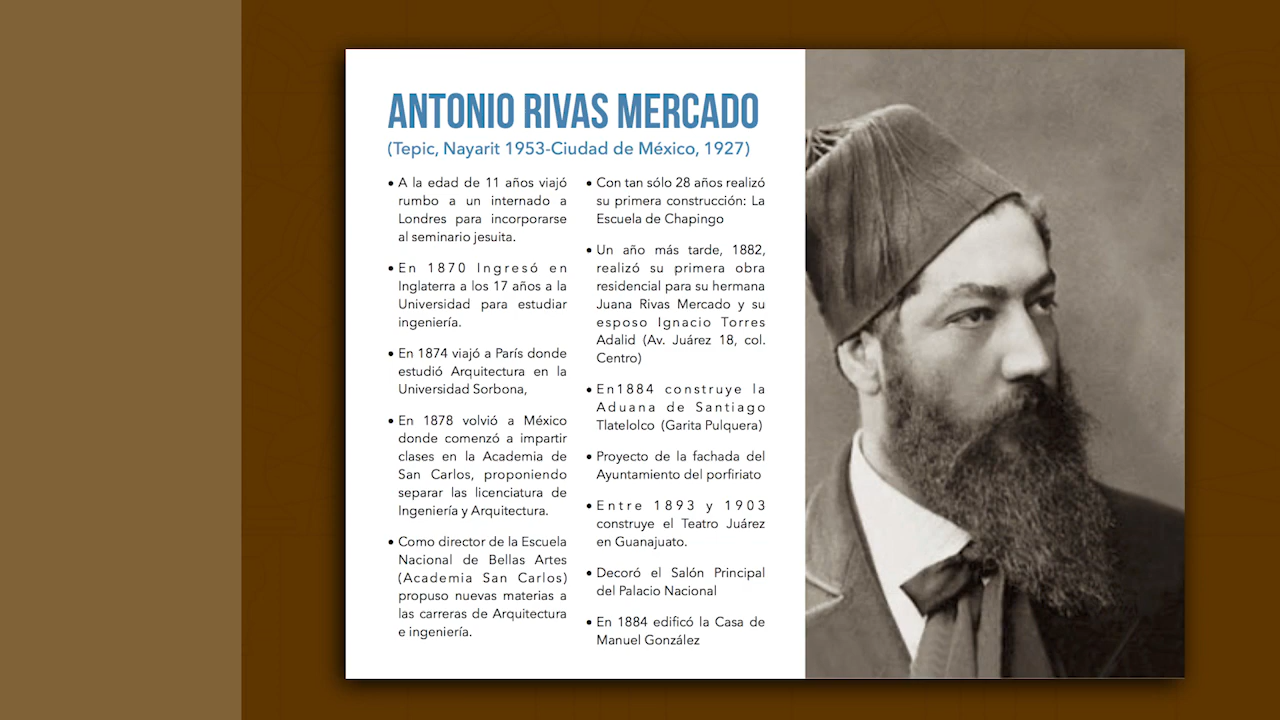 ANTONIO RIVAS MERCADO
(Tepic, Nayarit 1953-Ciudad de México, 1927)
• A la edad de 11 años viajó
rumbo a un internado a
Londres para incorporarse
al seminario jesuita.
• En 1870 Ingresó en
Inglaterra a los 17 años a la
Universidad para estudiar
ingeniería.
• En 1874 viajó a París donde
estudió Arquitectura en la
Universidad Sorbona,
• En 1878 volvió a México
donde comenzó a impartir
clases en la Academia de
San Carlos, proponiendo
separar las licenciatura de
Ingeniería y Arquitectura.
• Como director de la Escuela
Nacional de Bellas Artes
(Academia San Carlos)
propuso nuevas materias a
las carreras de Arquitectura
e ingeniería.
• Con tan sólo 28 años realizó
su primera construcción: La
Escuela de Chapingo
• Un año más tarde, 1882,
realizó su primera obra
residencial para su hermana
Juana Rivas Mercado y su
esposo Ignacio Torres
Adalid (Av. Juárez 18, col.
Centro)
• En1884 construye la
Aduana de Santiago
Tlatelolco (Garita Pulquera)
• Proyecto de la fachada del
Ayuntamiento del porfiriato
• Entre 1893 y 1903
construye el Teatro Juárez
en Guanajuato.
• Decoró el Salón Principal
del Palacio Nacional
• En 1884 edificó la Casa de
Manuel González